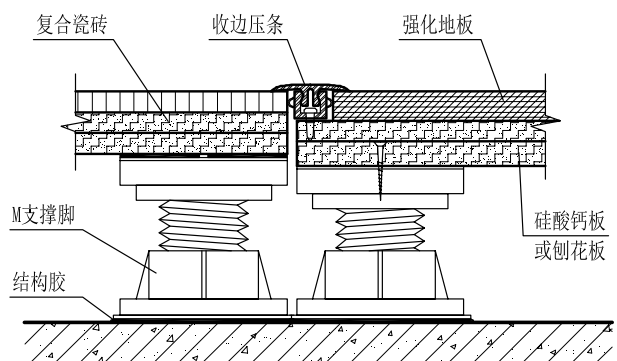 复合瓷砖
收边压条
强化地板
M支撑脚
硅酸钙板
或刨花板
结构胶